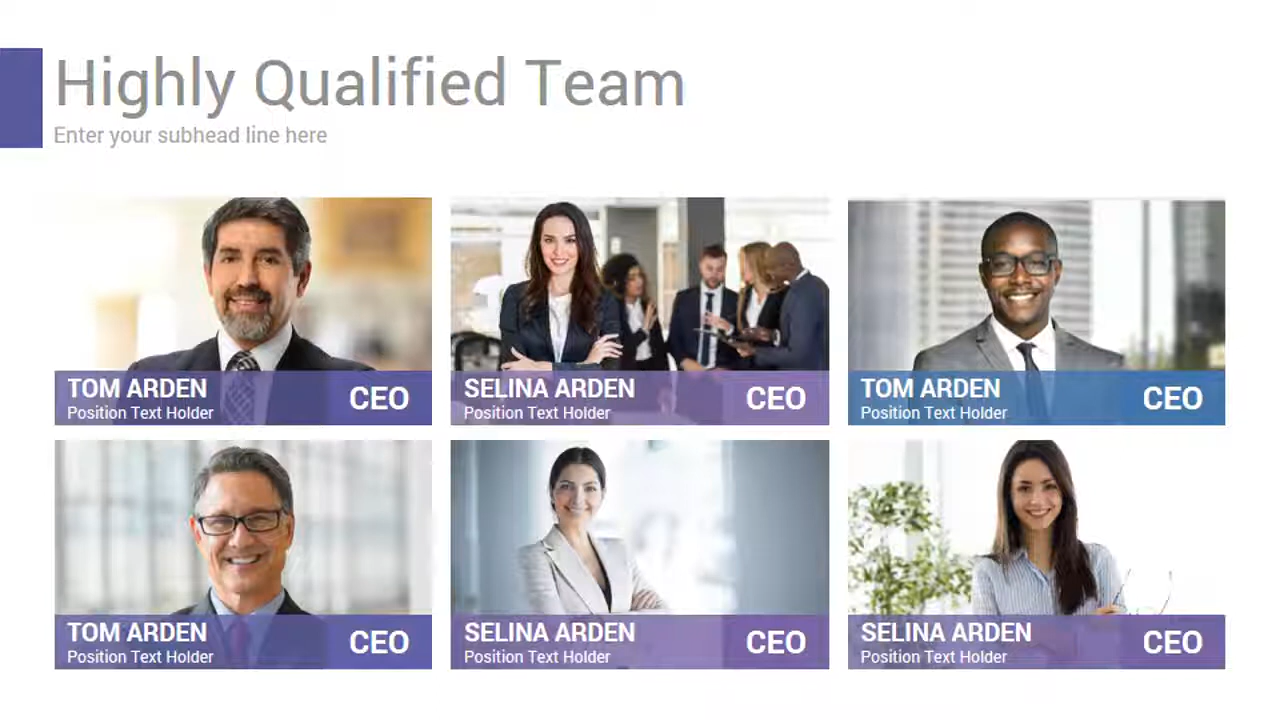 Highly Qualified Team
Enter your subhead line here
TOM ARDEN
Position Text Holder
CEO
SELINA ARDEN
Position Text Holder
CEO
TOM ARDEN
Position Text Holder
CEO
TOM ARDEN
Position Text Holder
CEO
SELINA ARDEN
Position Text Holder
CEO
SELINA ARDEN
Position Text Holder
CEO